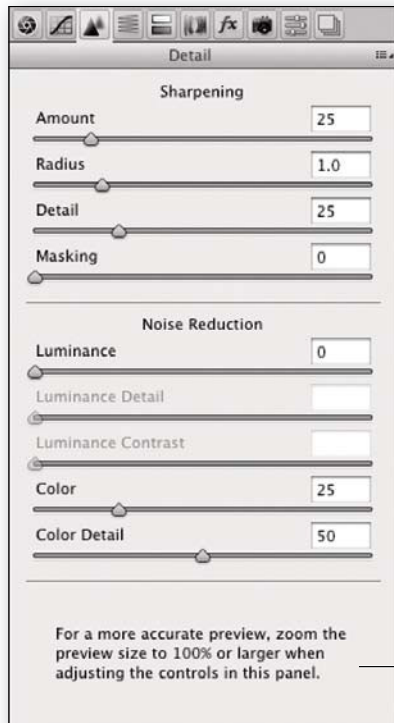 fx
Detail
Sharpening
Amount 25
Radius 1.0
Detail 25
Masking 0
Noise Reduction
Luminance 0
Luminance Detail
Luminance Contrast
Color 25
Color Detail 50
For a more accurate preview, zoom the
preview size to 100% or larger when
adjusting the controls in this panel.